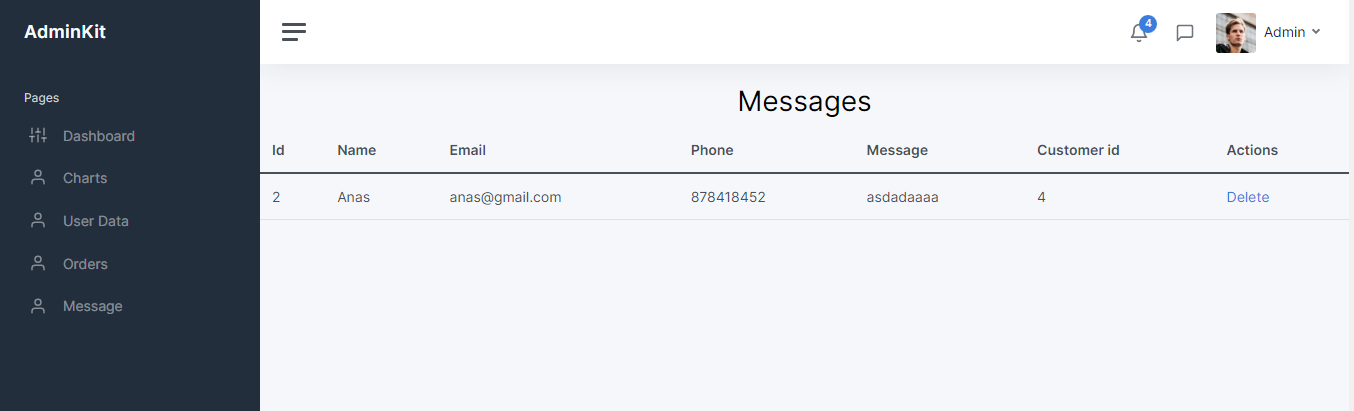 AdminKit
4
Admin
Pages
Dashboard
Charts
User Data
Orders
Message
Messages
Id Name Email Phone Message Customer id Actions
2 Anas anas@gmail.com 878418452 asdadaaaa 4 Delete